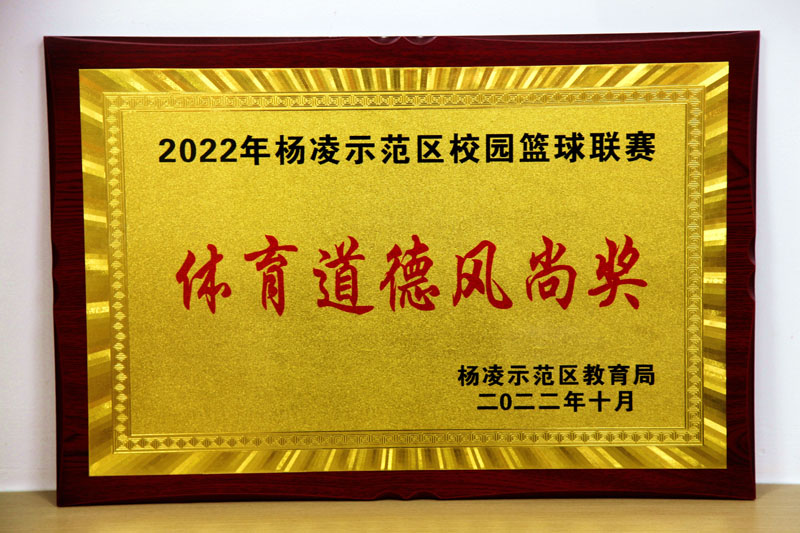 2022年杨凌示范区校园篮球联赛
体育道德风尚奖
杨凌示范区教育局
二〇二二年十月